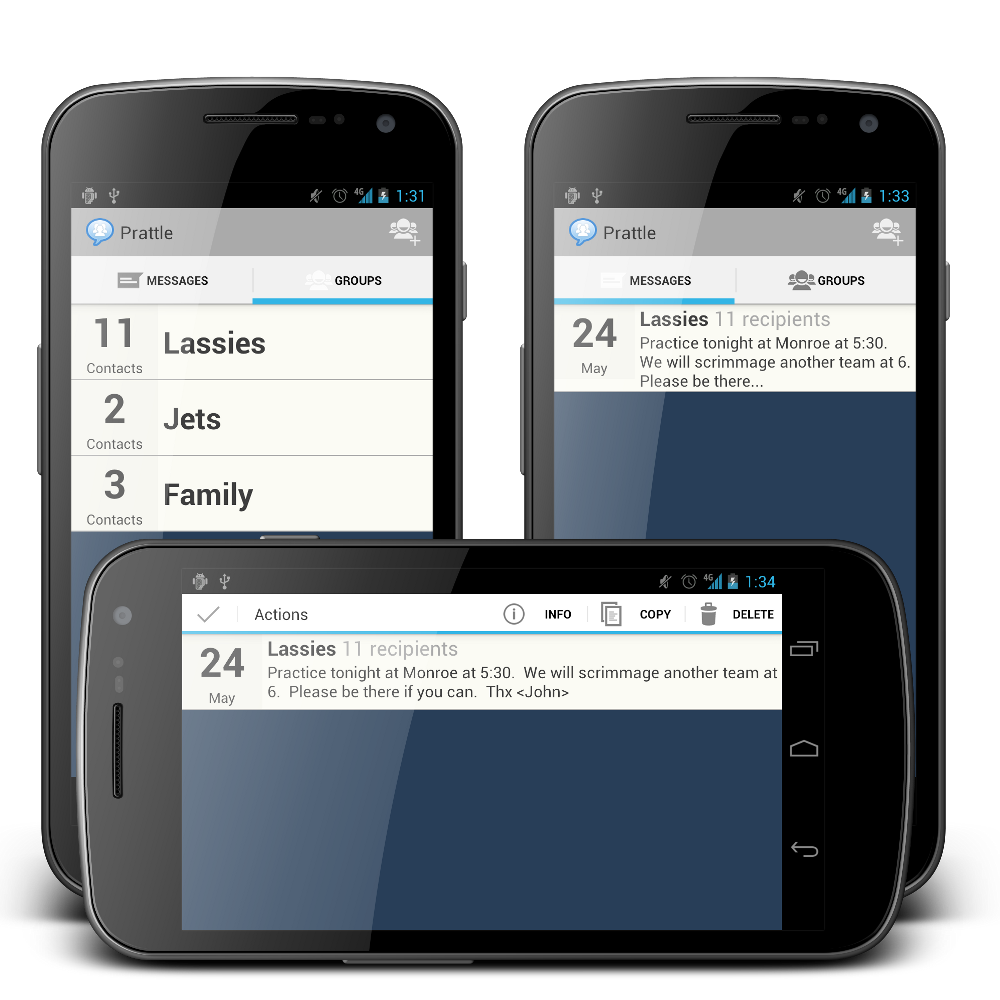 4G 1:31
Prattle
MESSAGES GROUPS
11 Contacts Lassies
2 Contacts Jets
3 Contacts Family
4G 1:33
Prattle
MESSAGES GROUPS
24 May
Lassies 11 recipients
Practice tonight at Monroe at 5:30.
We will scrimmage another team at 6.
Please be there...
4G 1:34
Actions INFO COPY DELETE
24 May
Lassies 11 recipients
Practice tonight at Monroe at 5:30.  We will scrimmage another team at
6.  Please be there if you can.  Thx <John>